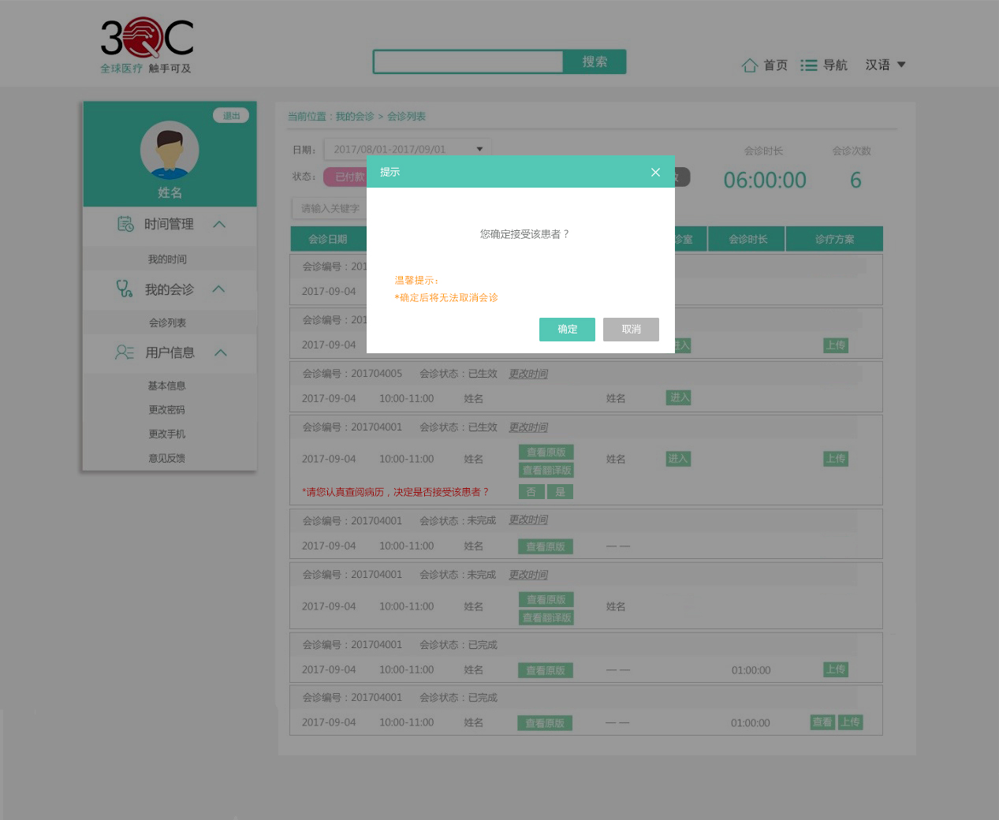 3QC
全球医疗 触手可及
搜索
首页 导航 汉语
退出
姓名
时间管理
我的时间
我的会诊
会诊列表
用户信息
基本信息
更改密码
更改手机
意见反馈
当前位置：我的会诊 > 会诊列表
日期： 2017/08/01-2017/09/01
会诊时长 会诊次数
状态： 已付款
06:00:00 6
请输入关键字
会诊日期 诊室 会诊时长 诊疗方案
提示
您确定接受该患者？
温馨提示：
*确定后将无法取消会诊
确定 取消
会诊编号：201
2017-09-04
会诊编号：201
2017-09-04 进入 上传
会诊编号：201704005 会诊状态：已生效 更改时间
2017-09-04 10:00-11:00 姓名 姓名 进入
会诊编号：201704001 会诊状态：已生效 更改时间
2017-09-04 10:00-11:00 姓名 查看原版 查看翻译版 姓名 进入 上传
*请您认真查阅病历，决定是否接受该患者？ 否 是
会诊编号：201704001 会诊状态：未完成 更改时间
2017-09-04 10:00-11:00 姓名 查看原版 — —
会诊编号：201704001 会诊状态：未完成 更改时间
2017-09-04 10:00-11:00 姓名 查看原版 查看翻译版 姓名
会诊编号：201704001 会诊状态：已完成
2017-09-04 10:00-11:00 姓名 查看原版 — — 01:00:00 上传
会诊编号：201704001 会诊状态：已完成
2017-09-04 10:00-11:00 姓名 查看原版 — — 01:00:00 查看 上传